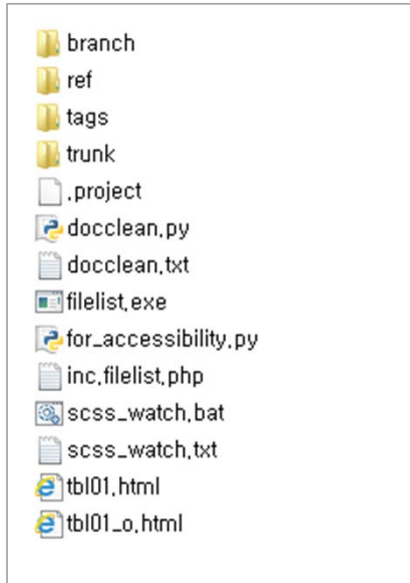 branch
ref
tags
trunk
.project
docclean.py
docclean.txt
filelist.exe
for_accessibility.py
inc.filelist.php
scss_watch.bat
scss_watch.txt
tbl01.html
tbl01_o.html